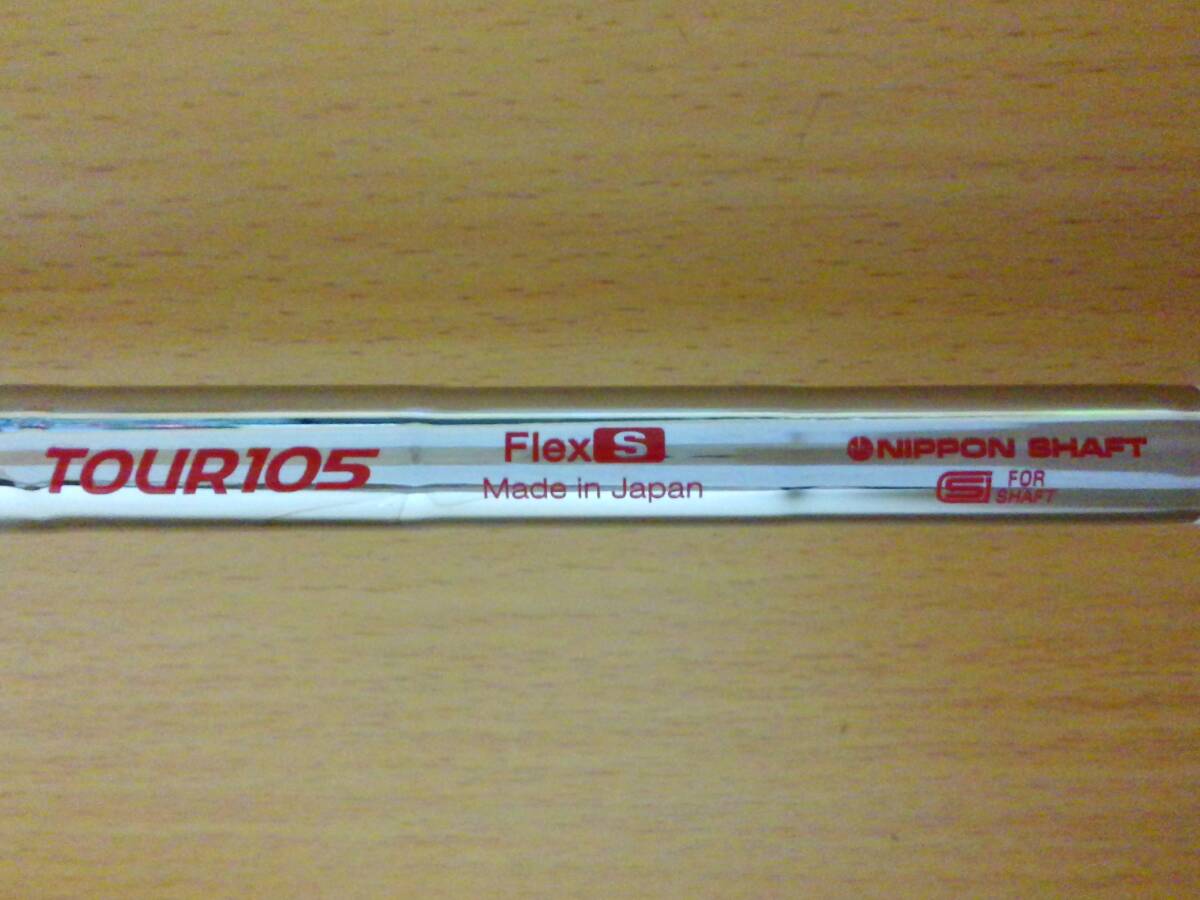 TOUR105
Flex S
Made in Japan
NIPPON SHAFT
FOR
SHAFT